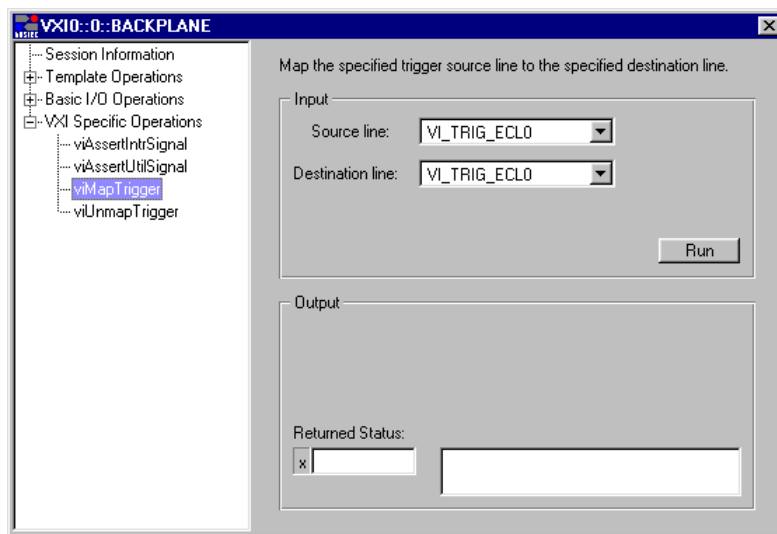 VXI0::0::BACKPLANE
Session Information
Template Operations
Basic I/O Operations
VXI Specific Operations
viAssertIntrSignal
viAssertUtilSignal
viMapTrigger
viUnmapTrigger
Map the specified trigger source line to the specified destination line.
Input
Source line:
VI_TRIG_ECL0
Destination line:
VI_TRIG_ECL0
Run
Output
Returned Status:
x